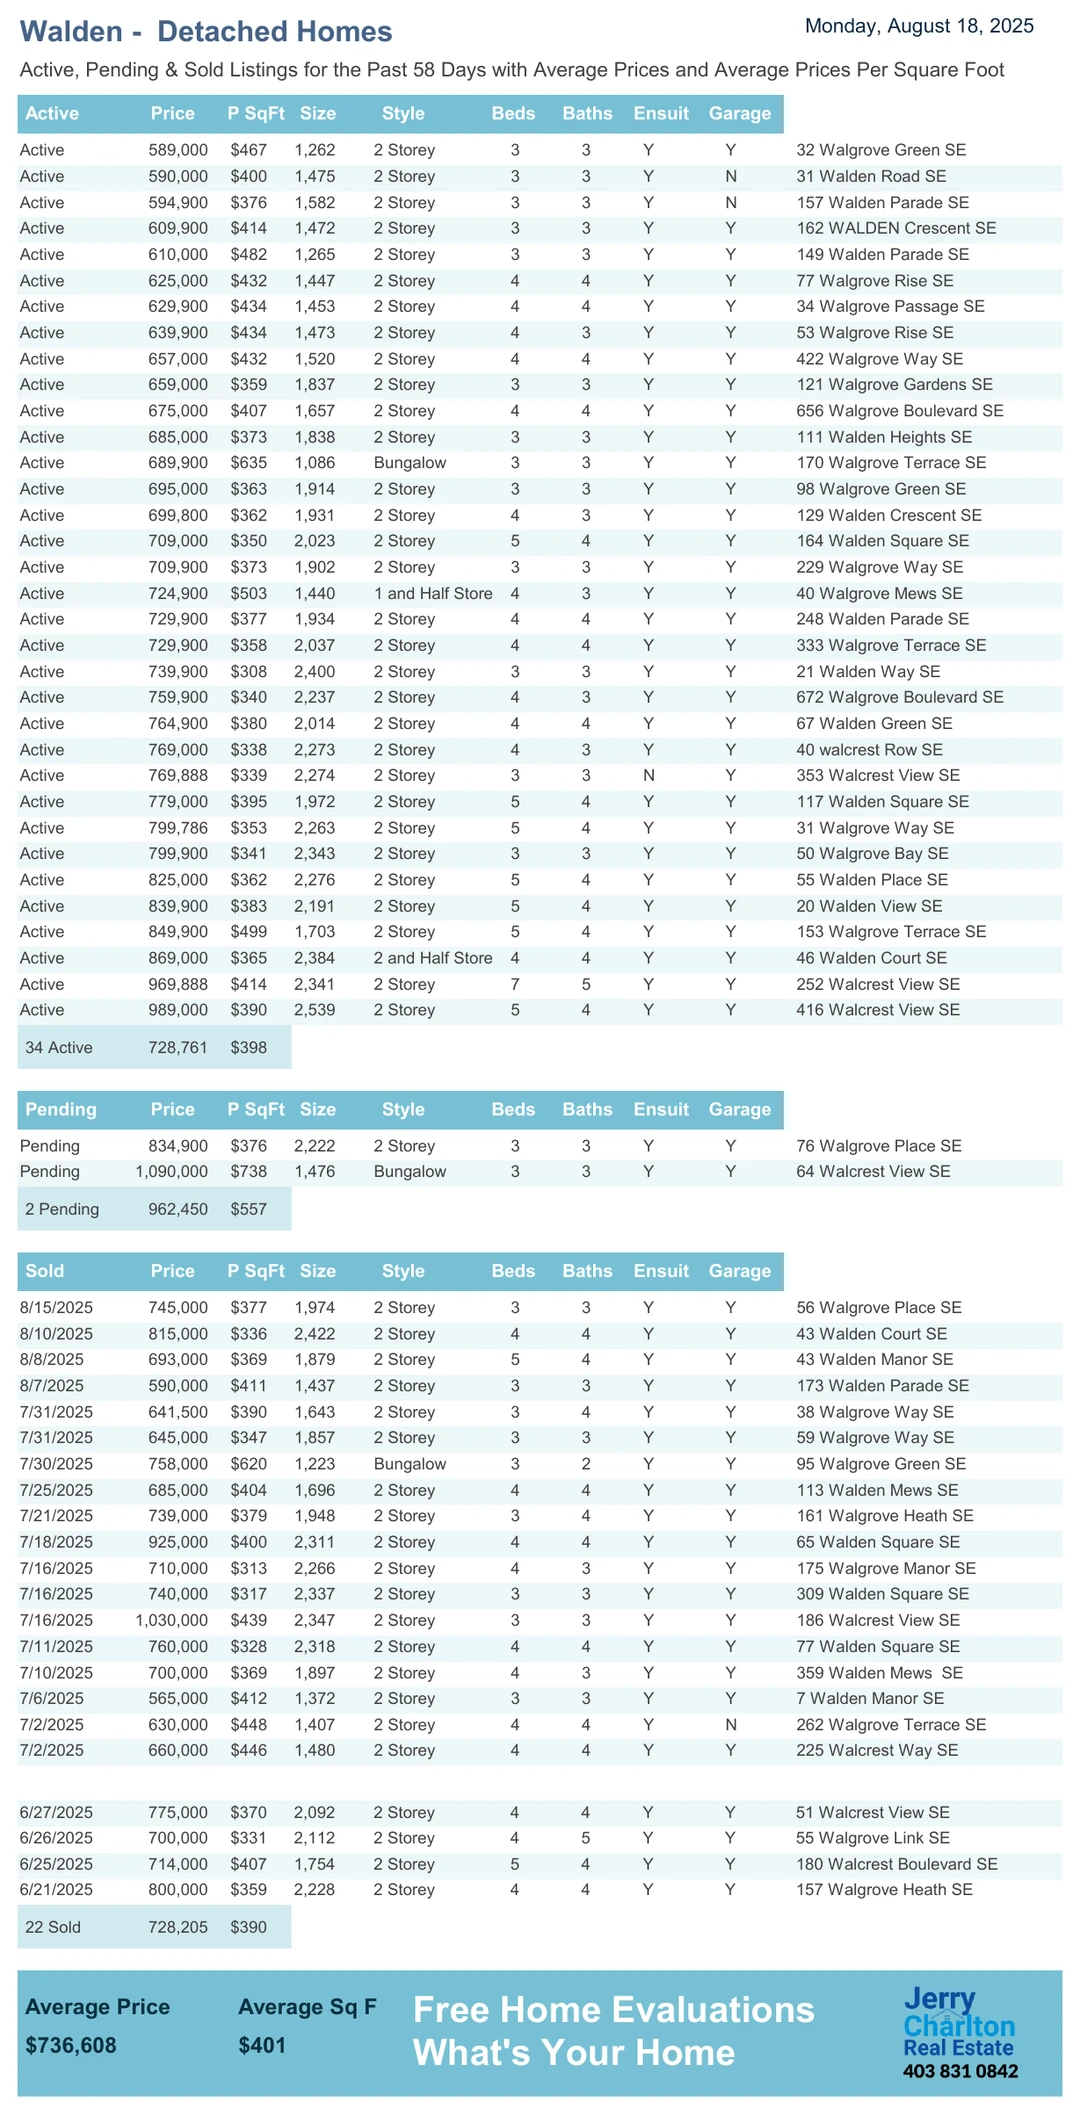 Walden - Detached Homes
Monday, August 18, 2025
Active, Pending & Sold Listings for the Past 58 Days with Average Prices and Average Prices Per Square Foot
Active Price P SqFt Size Style Beds Baths Ensuit Garage
Active 589,000 $467 1,262 2 Storey 3 3 Y Y 32 Walgrove Green SE
Active 590,000 $400 1,475 2 Storey 3 3 Y N 31 Walden Road SE
Active 594,900 $376 1,582 2 Storey 3 3 Y N 157 Walden Parade SE
Active 609,900 $414 1,472 2 Storey 3 3 Y Y 162 WALDEN Crescent SE
Active 610,000 $482 1,265 2 Storey 3 3 Y Y 149 Walden Parade SE
Active 625,000 $432 1,447 2 Storey 4 4 Y Y 77 Walgrove Rise SE
Active 629,900 $434 1,453 2 Storey 4 4 Y Y 34 Walgrove Passage SE
Active 639,900 $434 1,473 2 Storey 4 3 Y Y 53 Walgrove Rise SE
Active 657,000 $432 1,520 2 Storey 4 4 Y Y 422 Walgrove Way SE
Active 659,000 $359 1,837 2 Storey 3 3 Y Y 121 Walgrove Gardens SE
Active 675,000 $407 1,657 2 Storey 4 4 Y Y 656 Walgrove Boulevard SE
Active 685,000 $373 1,838 2 Storey 3 3 Y Y 111 Walden Heights SE
Active 689,900 $635 1,086 Bungalow 3 3 Y Y 170 Walgrove Terrace SE
Active 695,000 $363 1,914 2 Storey 3 3 Y Y 98 Walgrove Green SE
Active 699,800 $362 1,931 2 Storey 4 3 Y Y 129 Walden Crescent SE
Active 709,000 $350 2,023 2 Storey 5 4 Y Y 164 Walden Square SE
Active 709,900 $373 1,902 2 Storey 3 3 Y Y 229 Walgrove Way SE
Active 724,900 $503 1,440 1 and Half Store 4 3 Y Y 40 Walgrove Mews SE
Active 729,900 $377 1,934 2 Storey 4 4 Y Y 248 Walden Parade SE
Active 729,900 $358 2,037 2 Storey 4 4 Y Y 333 Walgrove Terrace SE
Active 739,900 $308 2,400 2 Storey 3 3 Y Y 21 Walden Way SE
Active 759,900 $340 2,237 2 Storey 4 3 Y Y 672 Walgrove Boulevard SE
Active 764,900 $380 2,014 2 Storey 4 4 Y Y 67 Walden Green SE
Active 769,000 $338 2,273 2 Storey 4 3 Y Y 40 walcrest Row SE
Active 769,888 $339 2,274 2 Storey 3 3 N Y 353 Walcrest View SE
Active 779,000 $395 1,972 2 Storey 5 4 Y Y 117 Walden Square SE
Active 799,786 $353 2,263 2 Storey 5 4 Y Y 31 Walgrove Way SE
Active 799,900 $341 2,343 2 Storey 3 3 Y Y 50 Walgrove Bay SE
Active 825,000 $362 2,276 2 Storey 5 4 Y Y 55 Walden Place SE
Active 839,900 $383 2,191 2 Storey 5 4 Y Y 20 Walden View SE
Active 849,900 $499 1,703 2 Storey 5 4 Y Y 153 Walgrove Terrace SE
Active 869,000 $365 2,384 2 and Half Store 4 4 Y Y 46 Walden Court SE
Active 969,888 $414 2,341 2 Storey 7 5 Y Y 252 Walcrest View SE
Active 989,000 $390 2,539 2 Storey 5 4 Y Y 416 Walcrest View SE
34 Active 728,761 $398
Pending Price P SqFt Size Style Beds Baths Ensuit Garage
Pending 834,900 $376 2,222 2 Storey 3 3 Y Y 76 Walgrove Place SE
Pending 1,090,000 $738 1,476 Bungalow 3 3 Y Y 64 Walcrest View SE
2 Pending 962,450 $557
Sold Price P SqFt Size Style Beds Baths Ensuit Garage
8/15/2025 745,000 $377 1,974 2 Storey 3 3 Y Y 56 Walgrove Place SE
8/10/2025 815,000 $336 2,422 2 Storey 4 4 Y Y 43 Walden Court SE
8/8/2025 693,000 $369 1,879 2 Storey 5 4 Y Y 43 Walden Manor SE
8/7/2025 590,000 $411 1,437 2 Storey 3 3 Y Y 173 Walden Parade SE
7/31/2025 641,500 $390 1,643 2 Storey 3 4 Y Y 38 Walgrove Way SE
7/31/2025 645,000 $347 1,857 2 Storey 3 3 Y Y 59 Walgrove Way SE
7/30/2025 758,000 $620 1,223 Bungalow 3 2 Y Y 95 Walgrove Green SE
7/25/2025 685,000 $404 1,696 2 Storey 4 4 Y Y 113 Walden Mews SE
7/21/2025 739,000 $379 1,948 2 Storey 3 4 Y Y 161 Walgrove Heath SE
7/18/2025 925,000 $400 2,311 2 Storey 4 4 Y Y 65 Walden Square SE
7/16/2025 710,000 $313 2,266 2 Storey 4 3 Y Y 175 Walgrove Manor SE
7/16/2025 740,000 $317 2,337 2 Storey 3 3 Y Y 309 Walden Square SE
7/16/2025 1,030,000 $439 2,347 2 Storey 3 3 Y Y 186 Walcrest View SE
7/11/2025 760,000 $328 2,318 2 Storey 4 4 Y Y 77 Walden Square SE
7/10/2025 700,000 $369 1,897 2 Storey 4 3 Y Y 359 Walden Mews SE
7/6/2025 565,000 $412 1,372 2 Storey 3 3 Y Y 7 Walden Manor SE
7/2/2025 630,000 $448 1,407 2 Storey 4 4 Y N 262 Walgrove Terrace SE
7/2/2025 660,000 $446 1,480 2 Storey 4 4 Y Y 225 Walcrest Way SE
6/27/2025 775,000 $370 2,092 2 Storey 4 4 Y Y 51 Walcrest View SE
6/26/2025 700,000 $331 2,112 2 Storey 4 5 Y Y 55 Walgrove Link SE
6/25/2025 714,000 $407 1,754 2 Storey 5 4 Y Y 180 Walcrest Boulevard SE
6/21/2025 800,000 $359 2,228 2 Storey 4 4 Y Y 157 Walgrove Heath SE
22 Sold 728,205 $390
Average Price Average Sq F
$736,608 $401
Free Home Evaluations
What's Your Home
Jerry
Charlton
Real Estate
403 831 0842